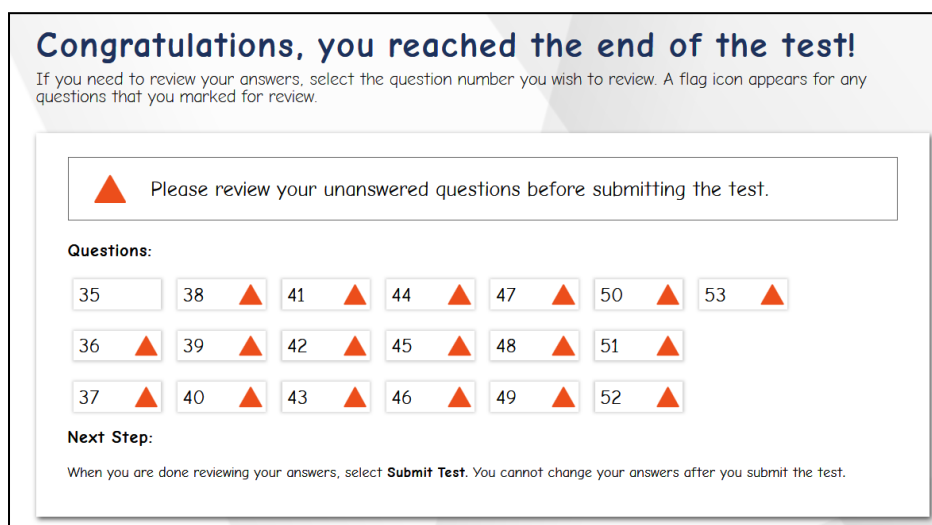 Congratulations, you reached the end of the test!
If you need to review your answers, select the question number you wish to review. A flag icon appears for any
questions that you marked for review.
Please review your unanswered questions before submitting the test.
Questions:
35 38 41 44 47 50 53
36 39 42 45 48 51
37 40 43 46 49 52
Next Step:
When you are done reviewing your answers, select Submit Test. You cannot change your answers after you submit the test.